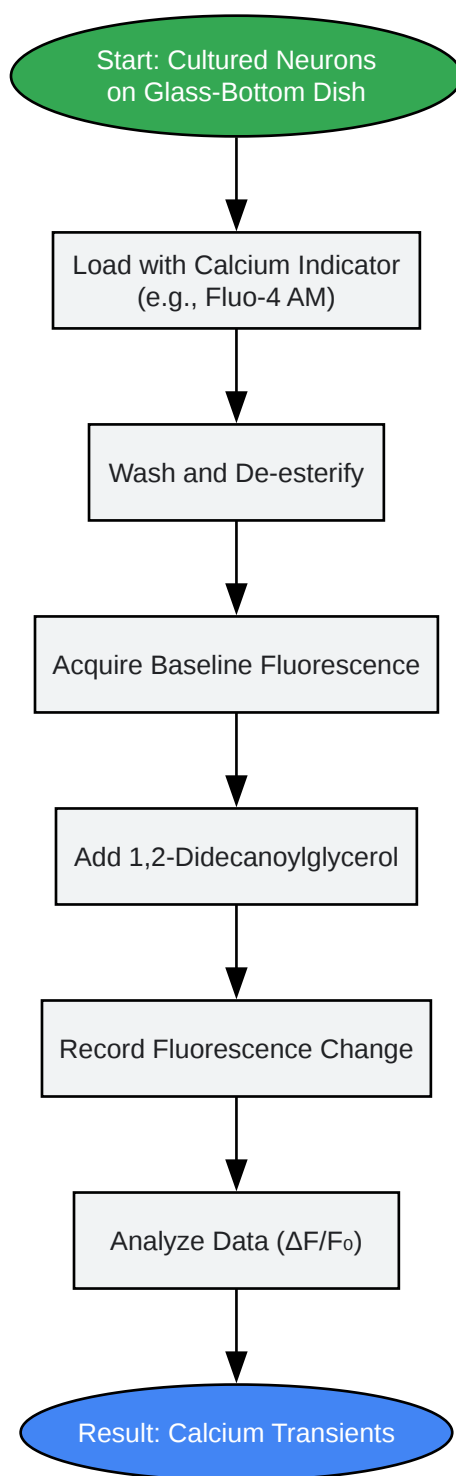 Start: Cultured Neurons
on Glass-Bottom Dish
Load with Calcium Indicator
(e.g., Fluo-4 AM)
Wash and De-esterify
Acquire Baseline Fluorescence
Add 1,2-Didecanoylglycerol
Record Fluorescence Change
Analyze Data (ΔF/F₀)
Result: Calcium Transients